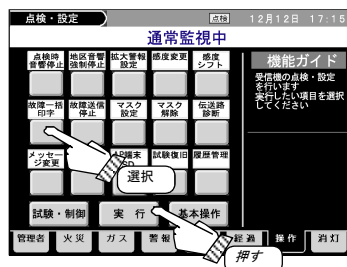 点検・設定
点検
12月12日 17:15
通常監視中
点検時音響停止
地区音響強制停止
拡大警報設定
感度変更
感度シフト
故障一括印字
故障送信停止
マスク設定
マスク解除
伝送路診断
メッセージ変更
試験復旧
履歴管理
選択
機能ガイド
受信機の点検・設定
を行います
実行したい項目を選択
してください
試験・制御
実行
基本操作
押す
管理者
火災
ガス
警報
経過
操作
消灯